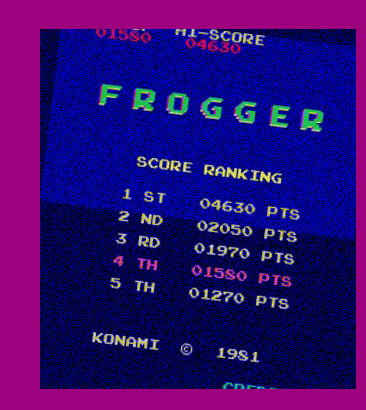 HI-SCORE
01580 04630
FROGGER
SCORE RANKING
1 ST 04630 PTS
2 ND 02050 PTS
3 RD 01970 PTS
4 TH 01580 PTS
5 TH 01270 PTS
KONAMI © 1981